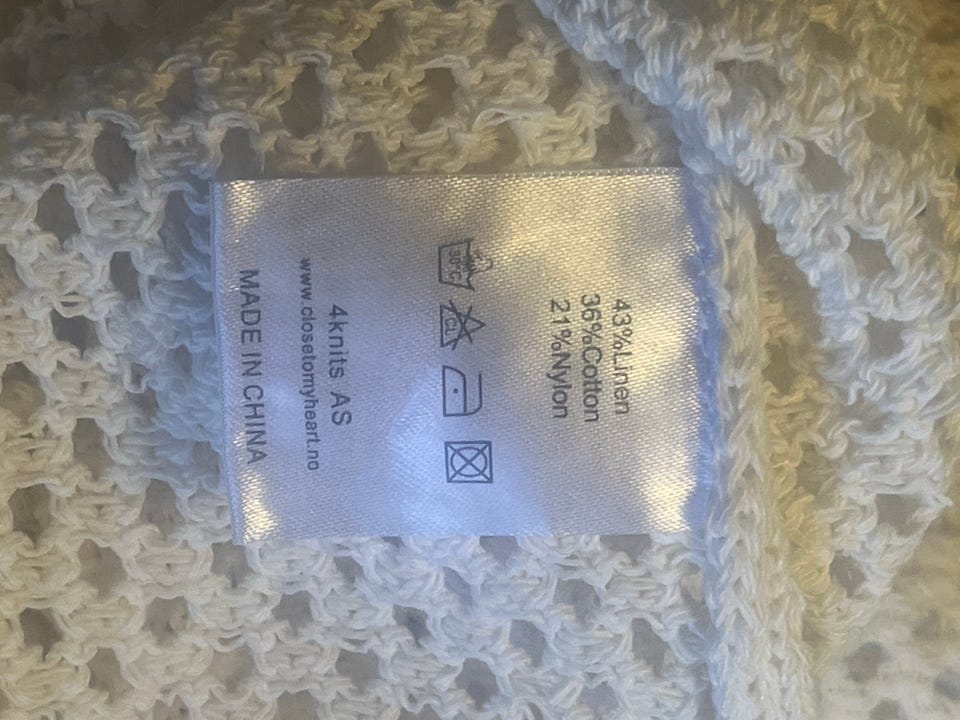 43%Linen
36%Cotton
21%Nylon
30°C CL
4knits AS
www.closetomyheart.no
MADE IN CHINA